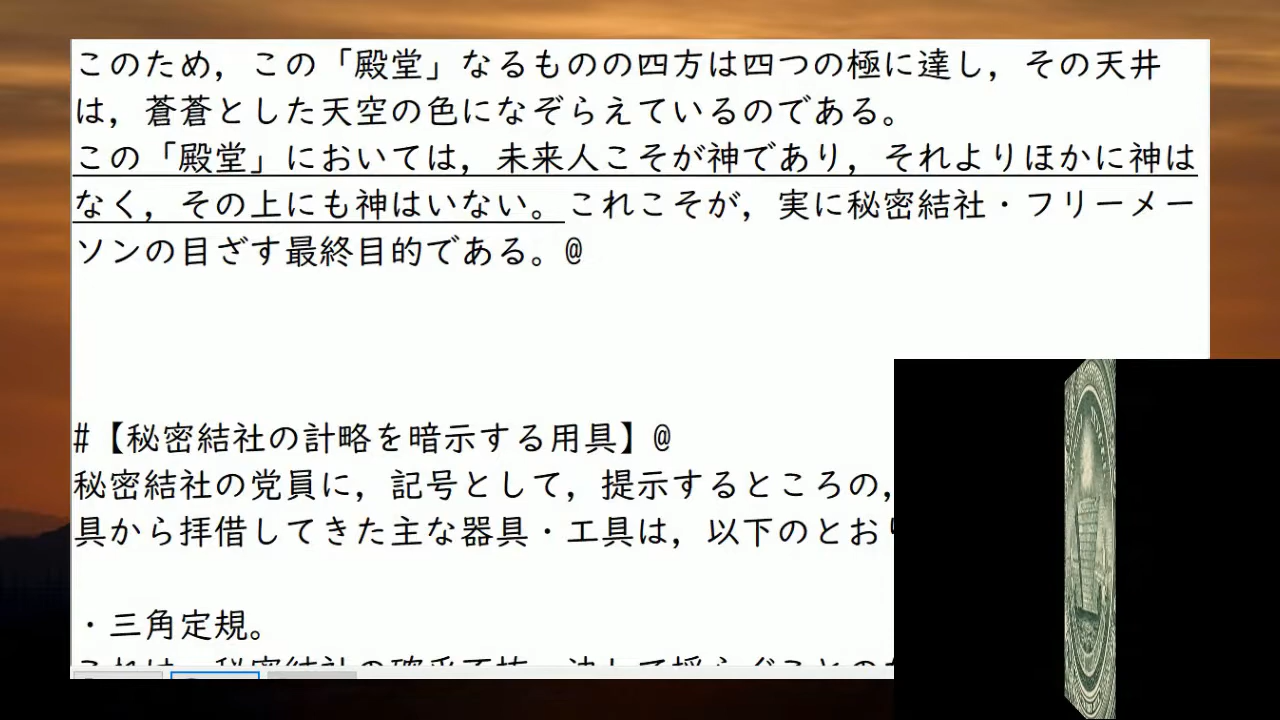 このため，この「殿堂」なるものの四方は四つの極に達し，その天井
は，蒼蒼とした天空の色になぞらえているのである。
この「殿堂」においては，未来人こそが神であり，それよりほかに神は
なく，その上にも神はいない。これこそが，実に秘密結社・フリーメー
ソンの目ざす最終目的である。@
#【秘密結社の計略を暗示する用具】@
秘密結社の党員に，記号として，提示するところの，
具から拝借してきた主な器具・工具は，以下のとお
・三角定規。